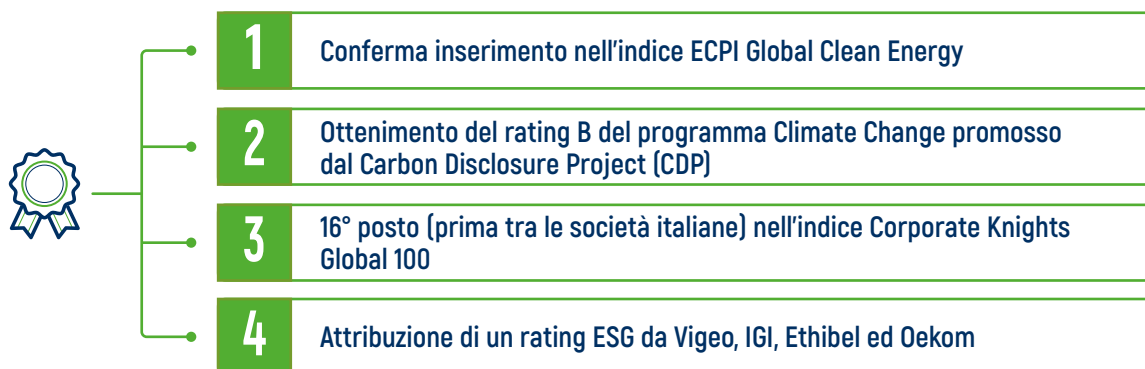 1
Conferma inserimento nell'indice ECPI Global Clean Energy
2
Ottenimento del rating B del programma Climate Change promosso
dal Carbon Disclosure Project (CDP)
3
16° posto (prima tra le società italiane) nell'indice Corporate Knights
Global 100
4
Attribuzione di un rating ESG da Vigeo, IGI, Ethibel ed Oekom